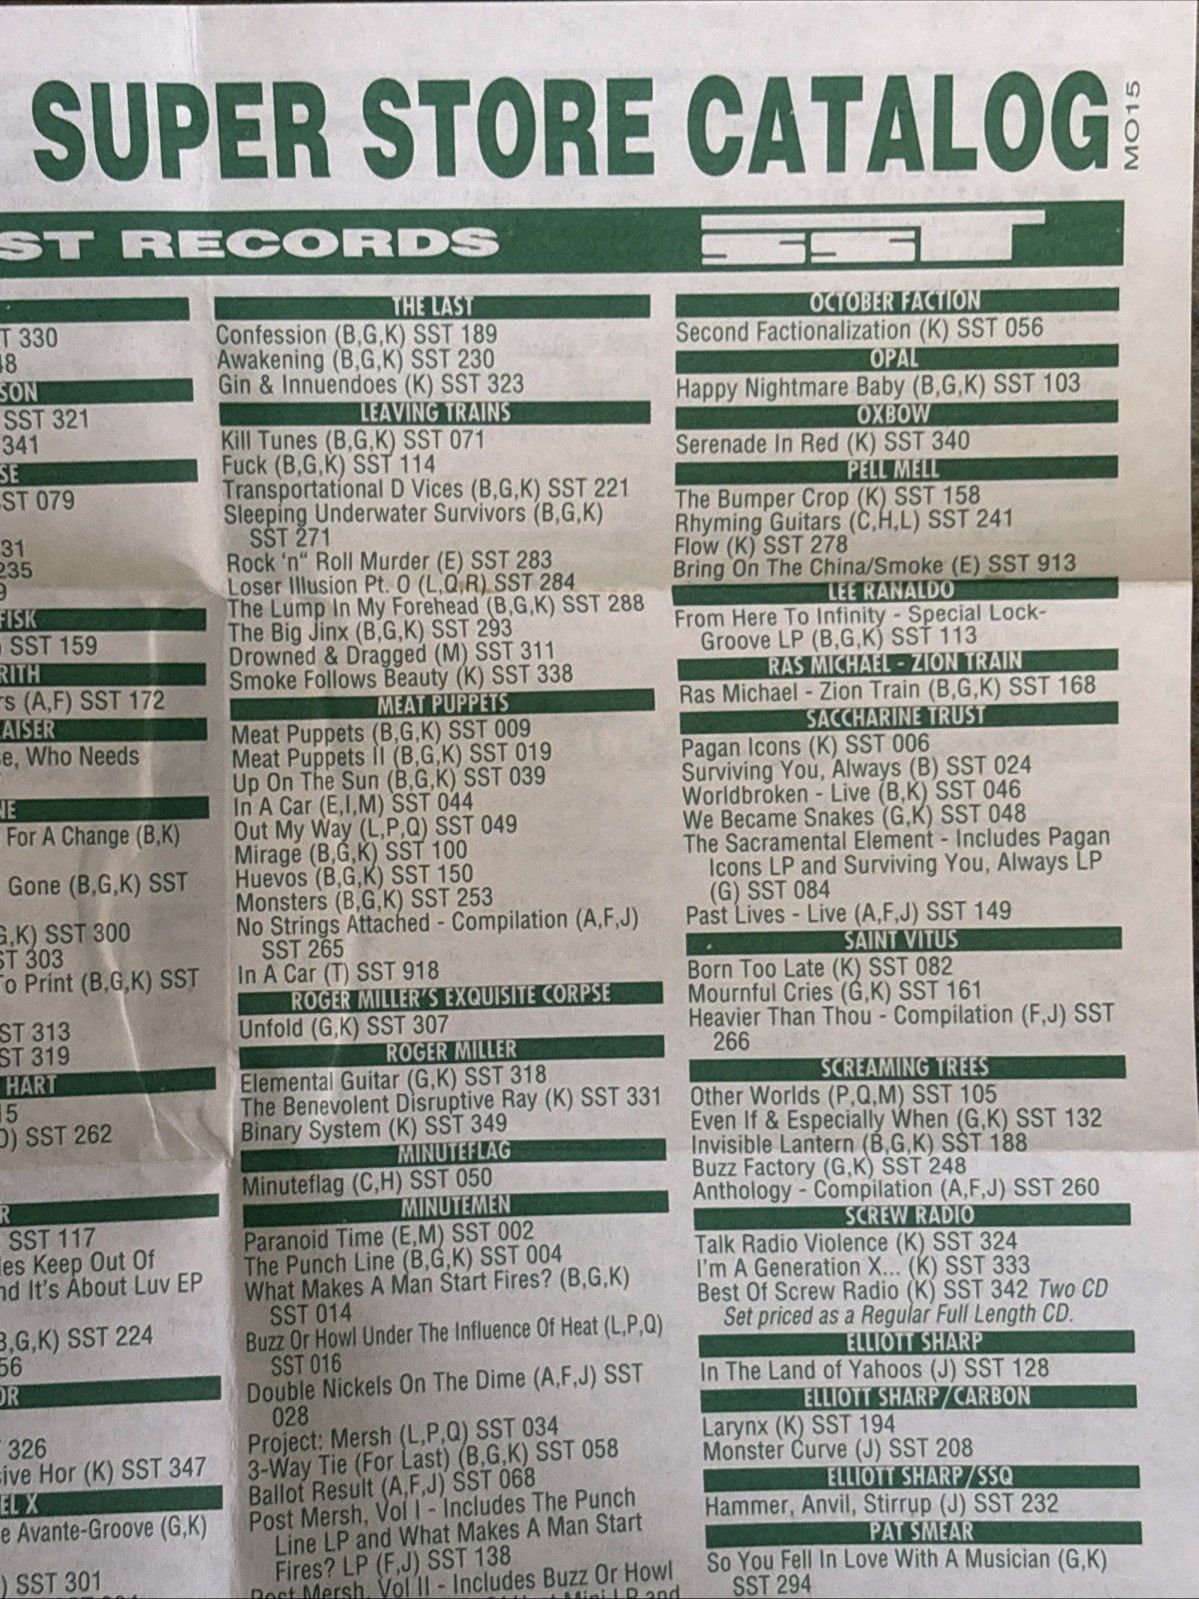 SUPER STORE CATALOG
MO15
ST RECORDS
SST
T 330
48
SON
SST 321
341
SE
SST 079
31
235
9
FISK
) SST 159
RITH
rs (A,F) SST 172
AISER
e, Who Needs
NE
For A Change (B,K)
Gone (B,G,K) SST
G,K) SST 300
ST 303
To Print (B,G,K) SST
ST 313
ST 319
HART
15
D) SST 262
R
SST 117
les Keep Out Of
nd It's About Luv EP
B,G,K) SST 224
56
OR
326
sive Hor (K) SST 347
EL X
e Avante-Groove (G,K)
) SST 301
THE LAST
Confession (B,G,K) SST 189
Awakening (B,G,K) SST 230
Gin & Innuendoes (K) SST 323
LEAVING TRAINS
Kill Tunes (B,G,K) SST 071
Fuck (B,G,K) SST 114
Transportational D Vices (B,G,K) SST 221
Sleeping Underwater Survivors (B,G,K)
SST 271
Rock 'n" Roll Murder (E) SST 283
Loser Illusion Pt. O (L,Q,R) SST 284
The Lump In My Forehead (B,G,K) SST 288
The Big Jinx (B,G,K) SST 293
Drowned & Dragged (M) SST 311
Smoke Follows Beauty (K) SST 338
MEAT PUPPETS
Meat Puppets (B,G,K) SST 009
Meat Puppets II (B,G,K) SST 019
Up On The Sun (B,G,K) SST 039
In A Car (E,I,M) SST 044
Out My Way (L,P,Q) SST 049
Mirage (B,G,K) SST 100
Huevos (B,G,K) SST 150
Monsters (B,G,K) SST 253
No Strings Attached - Compilation (A,F,J)
SST 265
In A Car (T) SST 918
ROGER MILLER'S EXQUISITE CORPSE
Unfold (G,K) SST 307
ROGER MILLER
Elemental Guitar (G,K) SST 318
The Benevolent Disruptive Ray (K) SST 331
Binary System (K) SST 349
MINUTEFLAG
Minuteflag (C,H) SST 050
MINUTEMEN
Paranoid Time (E,M) SST 002
The Punch Line (B,G,K) SST 004
What Makes A Man Start Fires? (B,G,K)
SST 014
Buzz Or Howl Under The Influence Of Heat (L,P,Q)
SST 016
Double Nickels On The Dime (A,F,J) SST
028
Project: Mersh (L,P,Q) SST 034
3-Way Tie (For Last) (B,G,K) SST 058
Ballot Result (A,F,J) SST 068
Post Mersh, Vol I - Includes The Punch
Line LP and What Makes A Man Start
Fires? LP (F,J) SST 138
Post Mersh, Vol II - Includes Buzz Or Howl
Mini LP and
OCTOBER FACTION
Second Factionalization (K) SST 056
OPAL
Happy Nightmare Baby (B,G,K) SST 103
OXBOW
Serenade In Red (K) SST 340
PELL MELL
The Bumper Crop (K) SST 158
Rhyming Guitars (C,H,L) SST 241
Flow (K) SST 278
Bring On The China/Smoke (E) SST 913
LEE RANALDO
From Here To Infinity - Special Lock-
Groove LP (B,G,K) SST 113
RAS MICHAEL - ZION TRAIN
Ras Michael - Zion Train (B,G,K) SST 168
SACCHARINE TRUST
Pagan Icons (K) SST 006
Surviving You, Always (B) SST 024
Worldbroken - Live (B,K) SST 046
We Became Snakes (G,K) SST 048
The Sacramental Element - Includes Pagan
Icons LP and Surviving You, Always LP
(G) SST 084
Past Lives - Live (A,F,J) SST 149
SAINT VITUS
Born Too Late (K) SST 082
Mournful Cries (G,K) SST 161
Heavier Than Thou - Compilation (F,J) SST
266
SCREAMING TREES
Other Worlds (P,Q,M) SST 105
Even If & Especially When (G,K) SST 132
Invisible Lantern (B,G,K) SST 188
Buzz Factory (G,K) SST 248
Anthology - Compilation (A,F,J) SST 260
SCREW RADIO
Talk Radio Violence (K) SST 324
I'm A Generation X... (K) SST 333
Best Of Screw Radio (K) SST 342 Two CD
Set priced as a Regular Full Length CD.
ELLIOTT SHARP
In The Land of Yahoos (J) SST 128
ELLIOTT SHARP/CARBON
Larynx (K) SST 194
Monster Curve (J) SST 208
ELLIOTT SHARP/SSQ
Hammer, Anvil, Stirrup (J) SST 232
PAT SMEAR
So You Fell In Love With A Musician (G,K)
SST 294